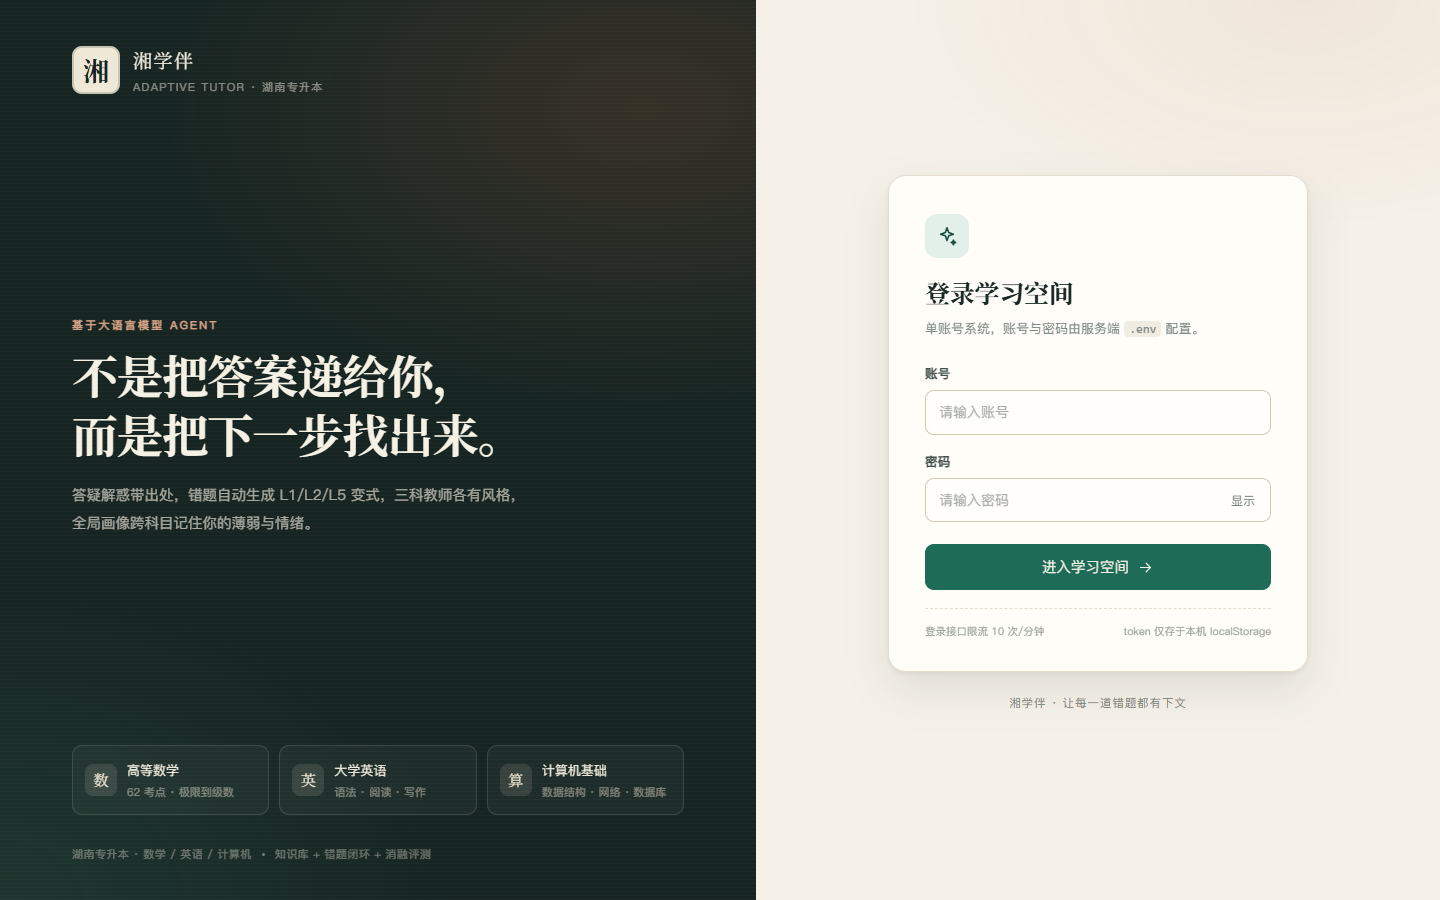 湘
湘学伴
ADAPTIVE TUTOR · 湖南专升本
基于大语言模型 AGENT
不是把答案递给你，
而是把下一步找出来。
答疑解惑带出处，错题自动生成 L1/L2/L5 变式，三科教师各有风格，
全局画像跨科目记住你的薄弱与情绪。
数
高等数学
62 考点 · 极限到级数
英
大学英语
语法 · 阅读 · 写作
算
计算机基础
数据结构 · 网络 · 数据库
湖南专升本 · 数学 / 英语 / 计算机 • 知识库 + 错题闭环 + 消融评测
登录学习空间
单账号系统，账号与密码由服务端 .env 配置。
账号
请输入账号
密码
请输入密码
显示
进入学习空间 →
登录接口限流 10 次/分钟
token 仅存于本机 localStorage
湘学伴 · 让每一道错题都有下文